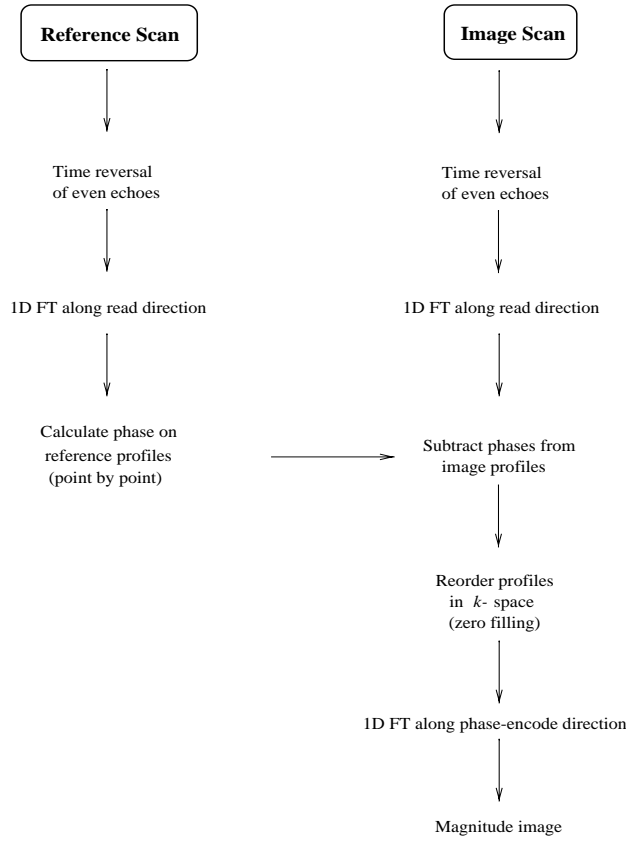 Reference Scan
Time reversal
of even echoes
1D FT along read direction
Calculate phase on
reference profiles
(point by point)
Image Scan
Time reversal
of even echoes
1D FT along read direction
Subtract phases from
image profiles
Reorder profiles
in k- space
(zero filling)
1D FT along phase-encode direction
Magnitude image